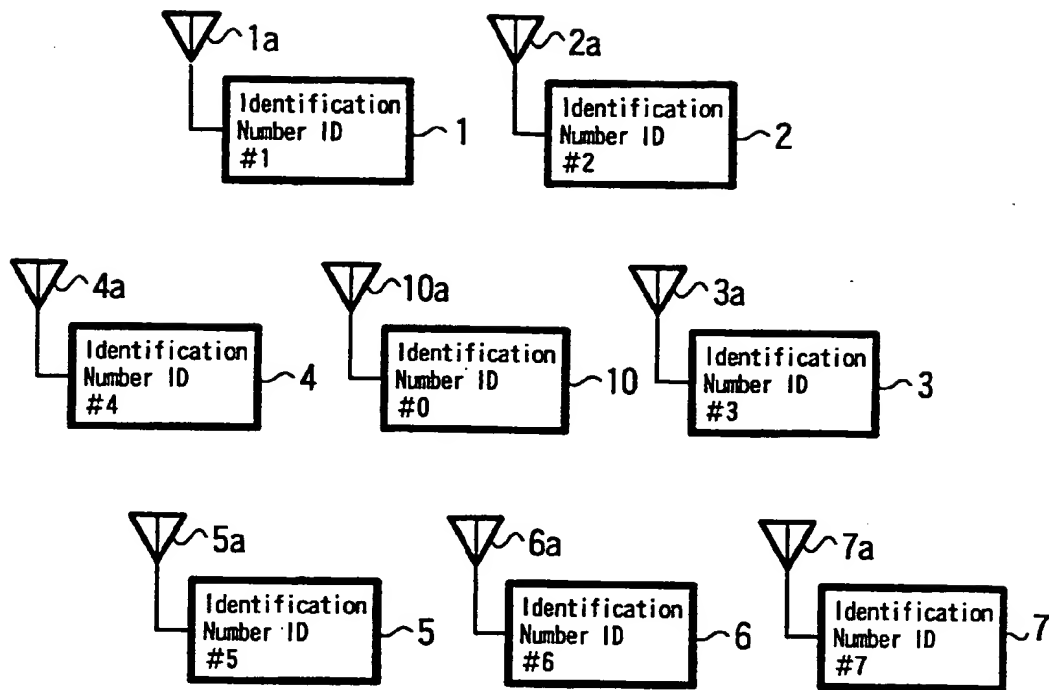 1a
2a
Identification
Number ID
#1
1
Identification
Number ID
#2
2
4a
10a
3a
Identification
Number ID
#4
4
Identification
Number ID
#0
10
Identification
Number ID
#3
3
5a
6a
7a
Identification
Number ID
#5
5
Identification
Number ID
#6
6
Identification
Number ID
#7
7